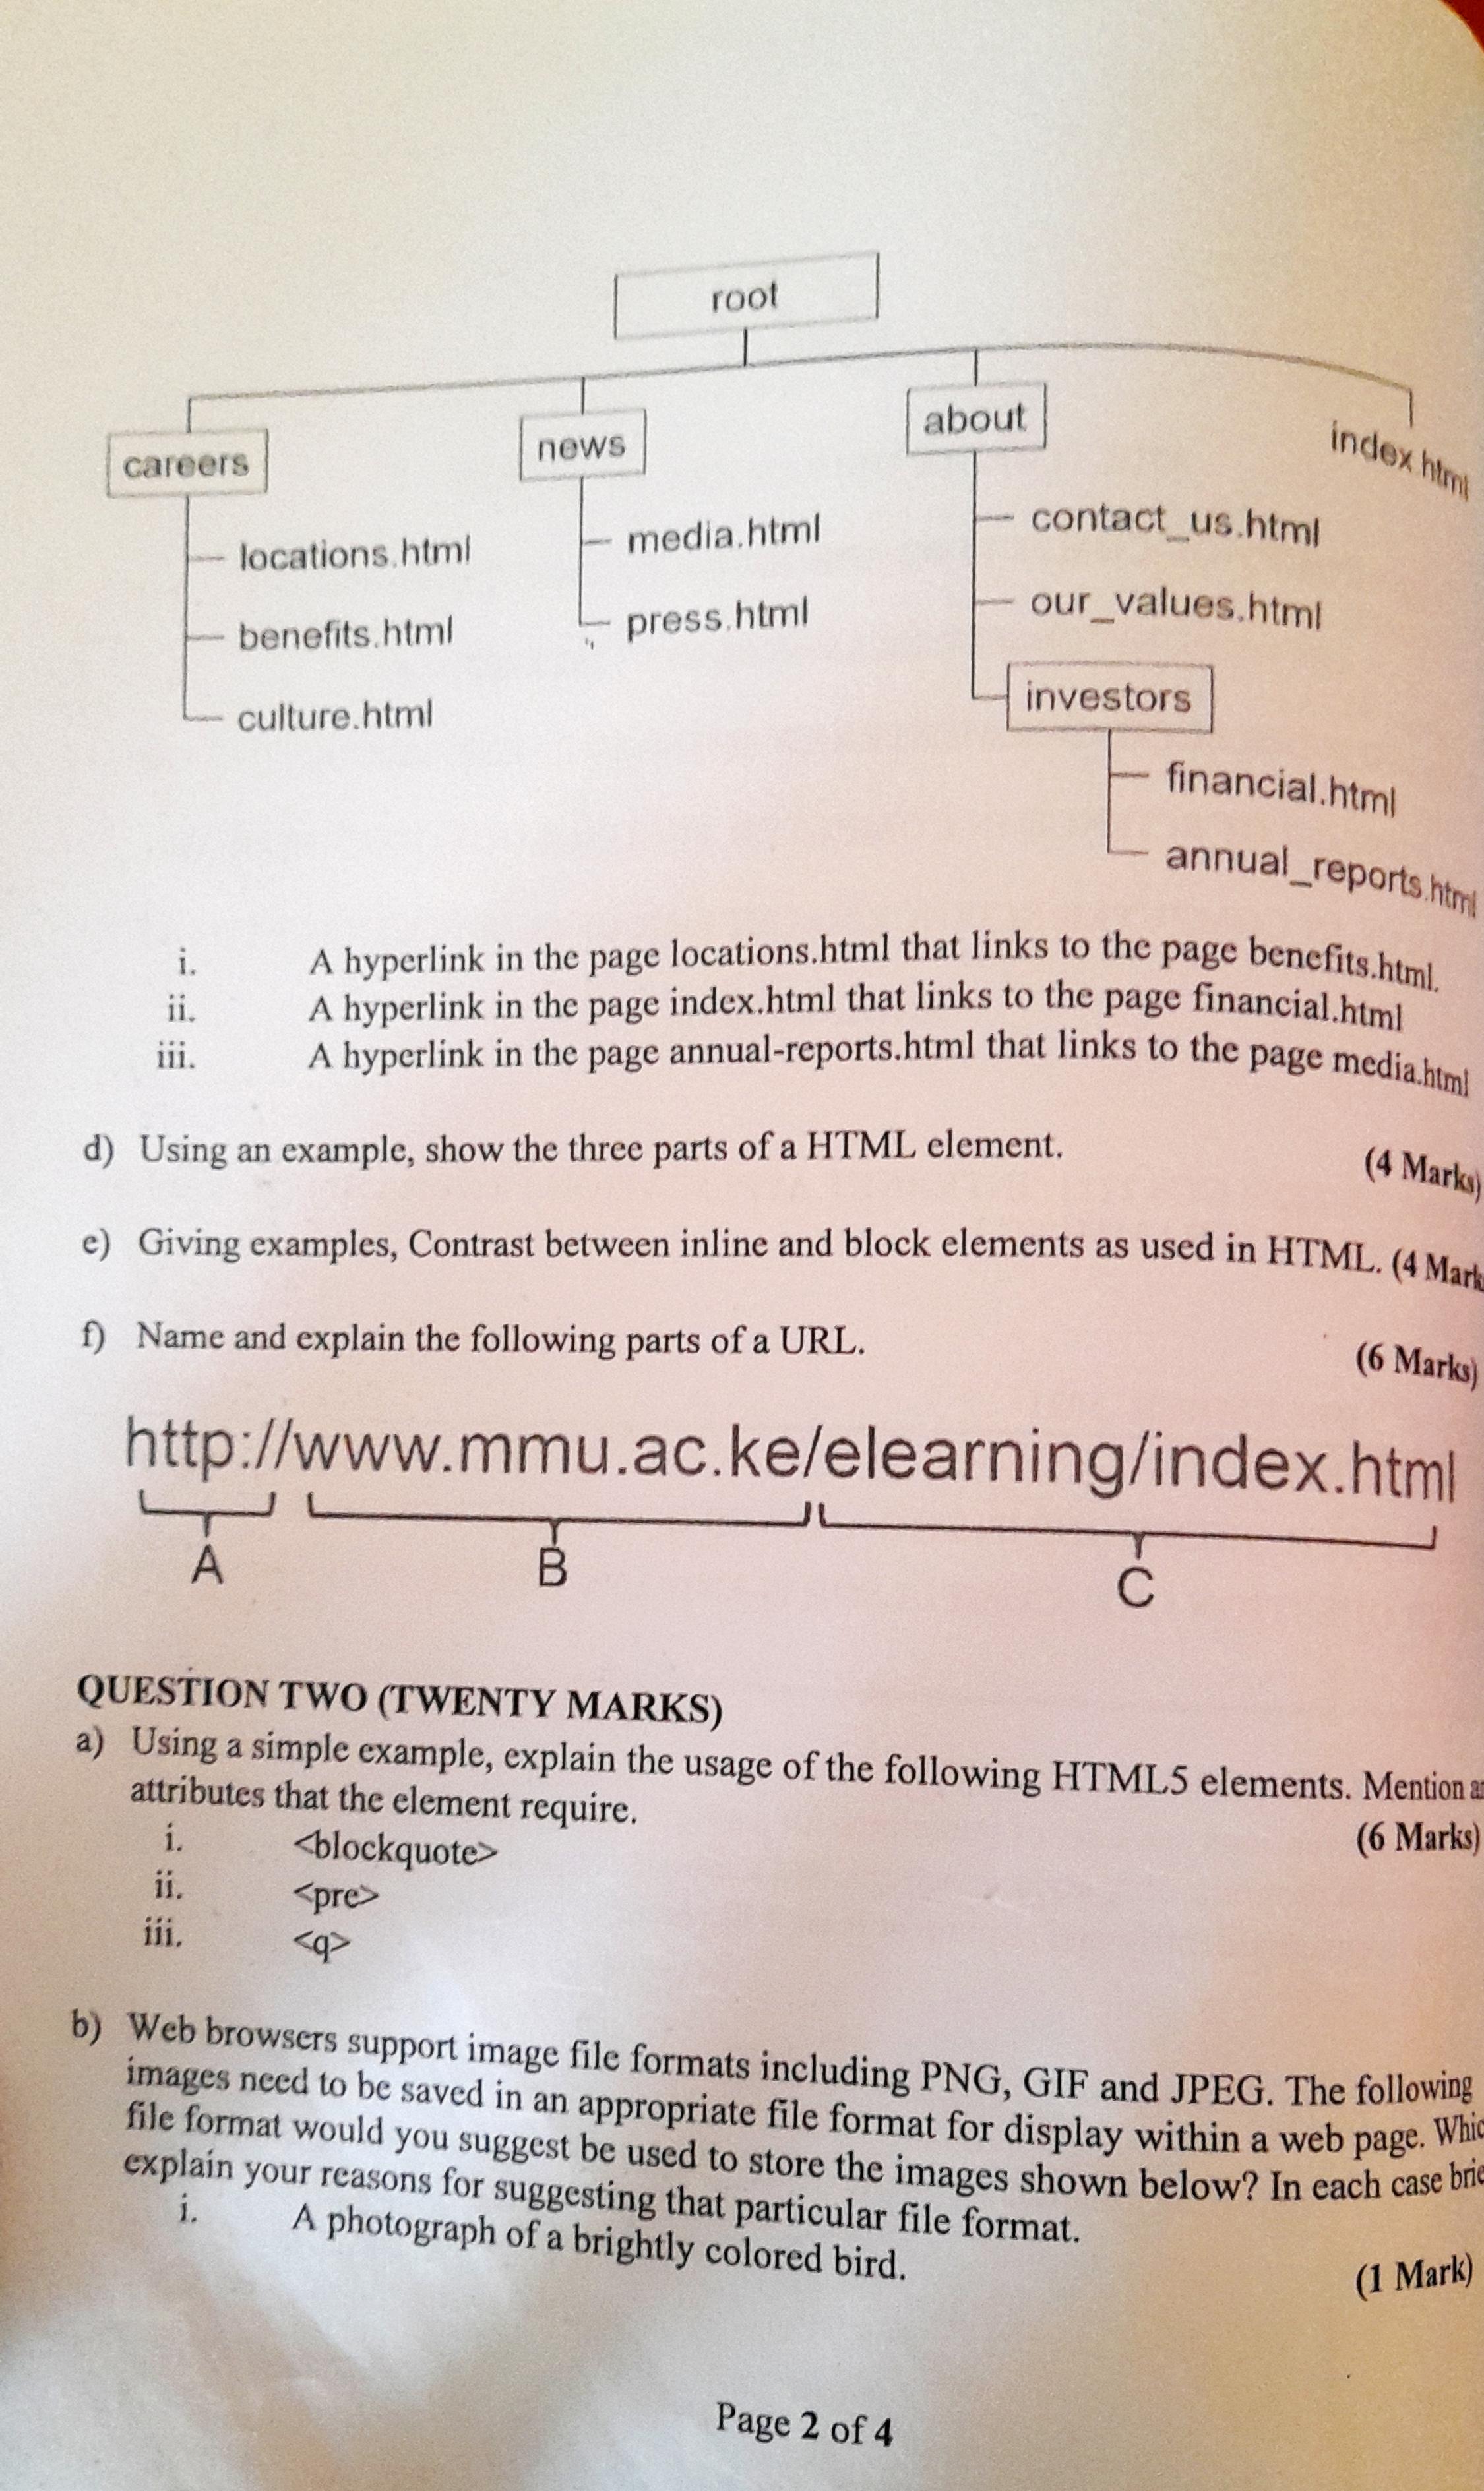 root
careers
news
about
index.html
locations.html
benefits.html
culture.html
media.html
press.html
contact_us.html
our_values.html
investors
financial.html
annual_reports.html
i. A hyperlink in the page locations.html that links to the page benefits.html.
ii. A hyperlink in the page index.html that links to the page financial.html
iii. A hyperlink in the page annual-reports.html that links to the page media.html
d) Using an example, show the three parts of a HTML element. (4 Marks)
e) Giving examples, Contrast between inline and block elements as used in HTML. (4 Mark
f) Name and explain the following parts of a URL. (6 Marks)
http://www.mmu.ac.ke/elearning/index.html
A B C
QUESTION TWO (TWENTY MARKS)
a) Using a simple example, explain the usage of the following HTML5 elements. Mention
attributes that the element require. (6 Marks)
i. <blockquote>
ii. <pre>
iii. <q>
b) Web browsers support image file formats including PNG, GIF and JPEG. The following
images need to be saved in an appropriate file format for display within a web page.
file format would you suggest be used to store the images shown below? In each case
explain your reasons for suggesting that particular file format.
i. A photograph of a brightly colored bird. (1 Mark)
Page 2 of 4